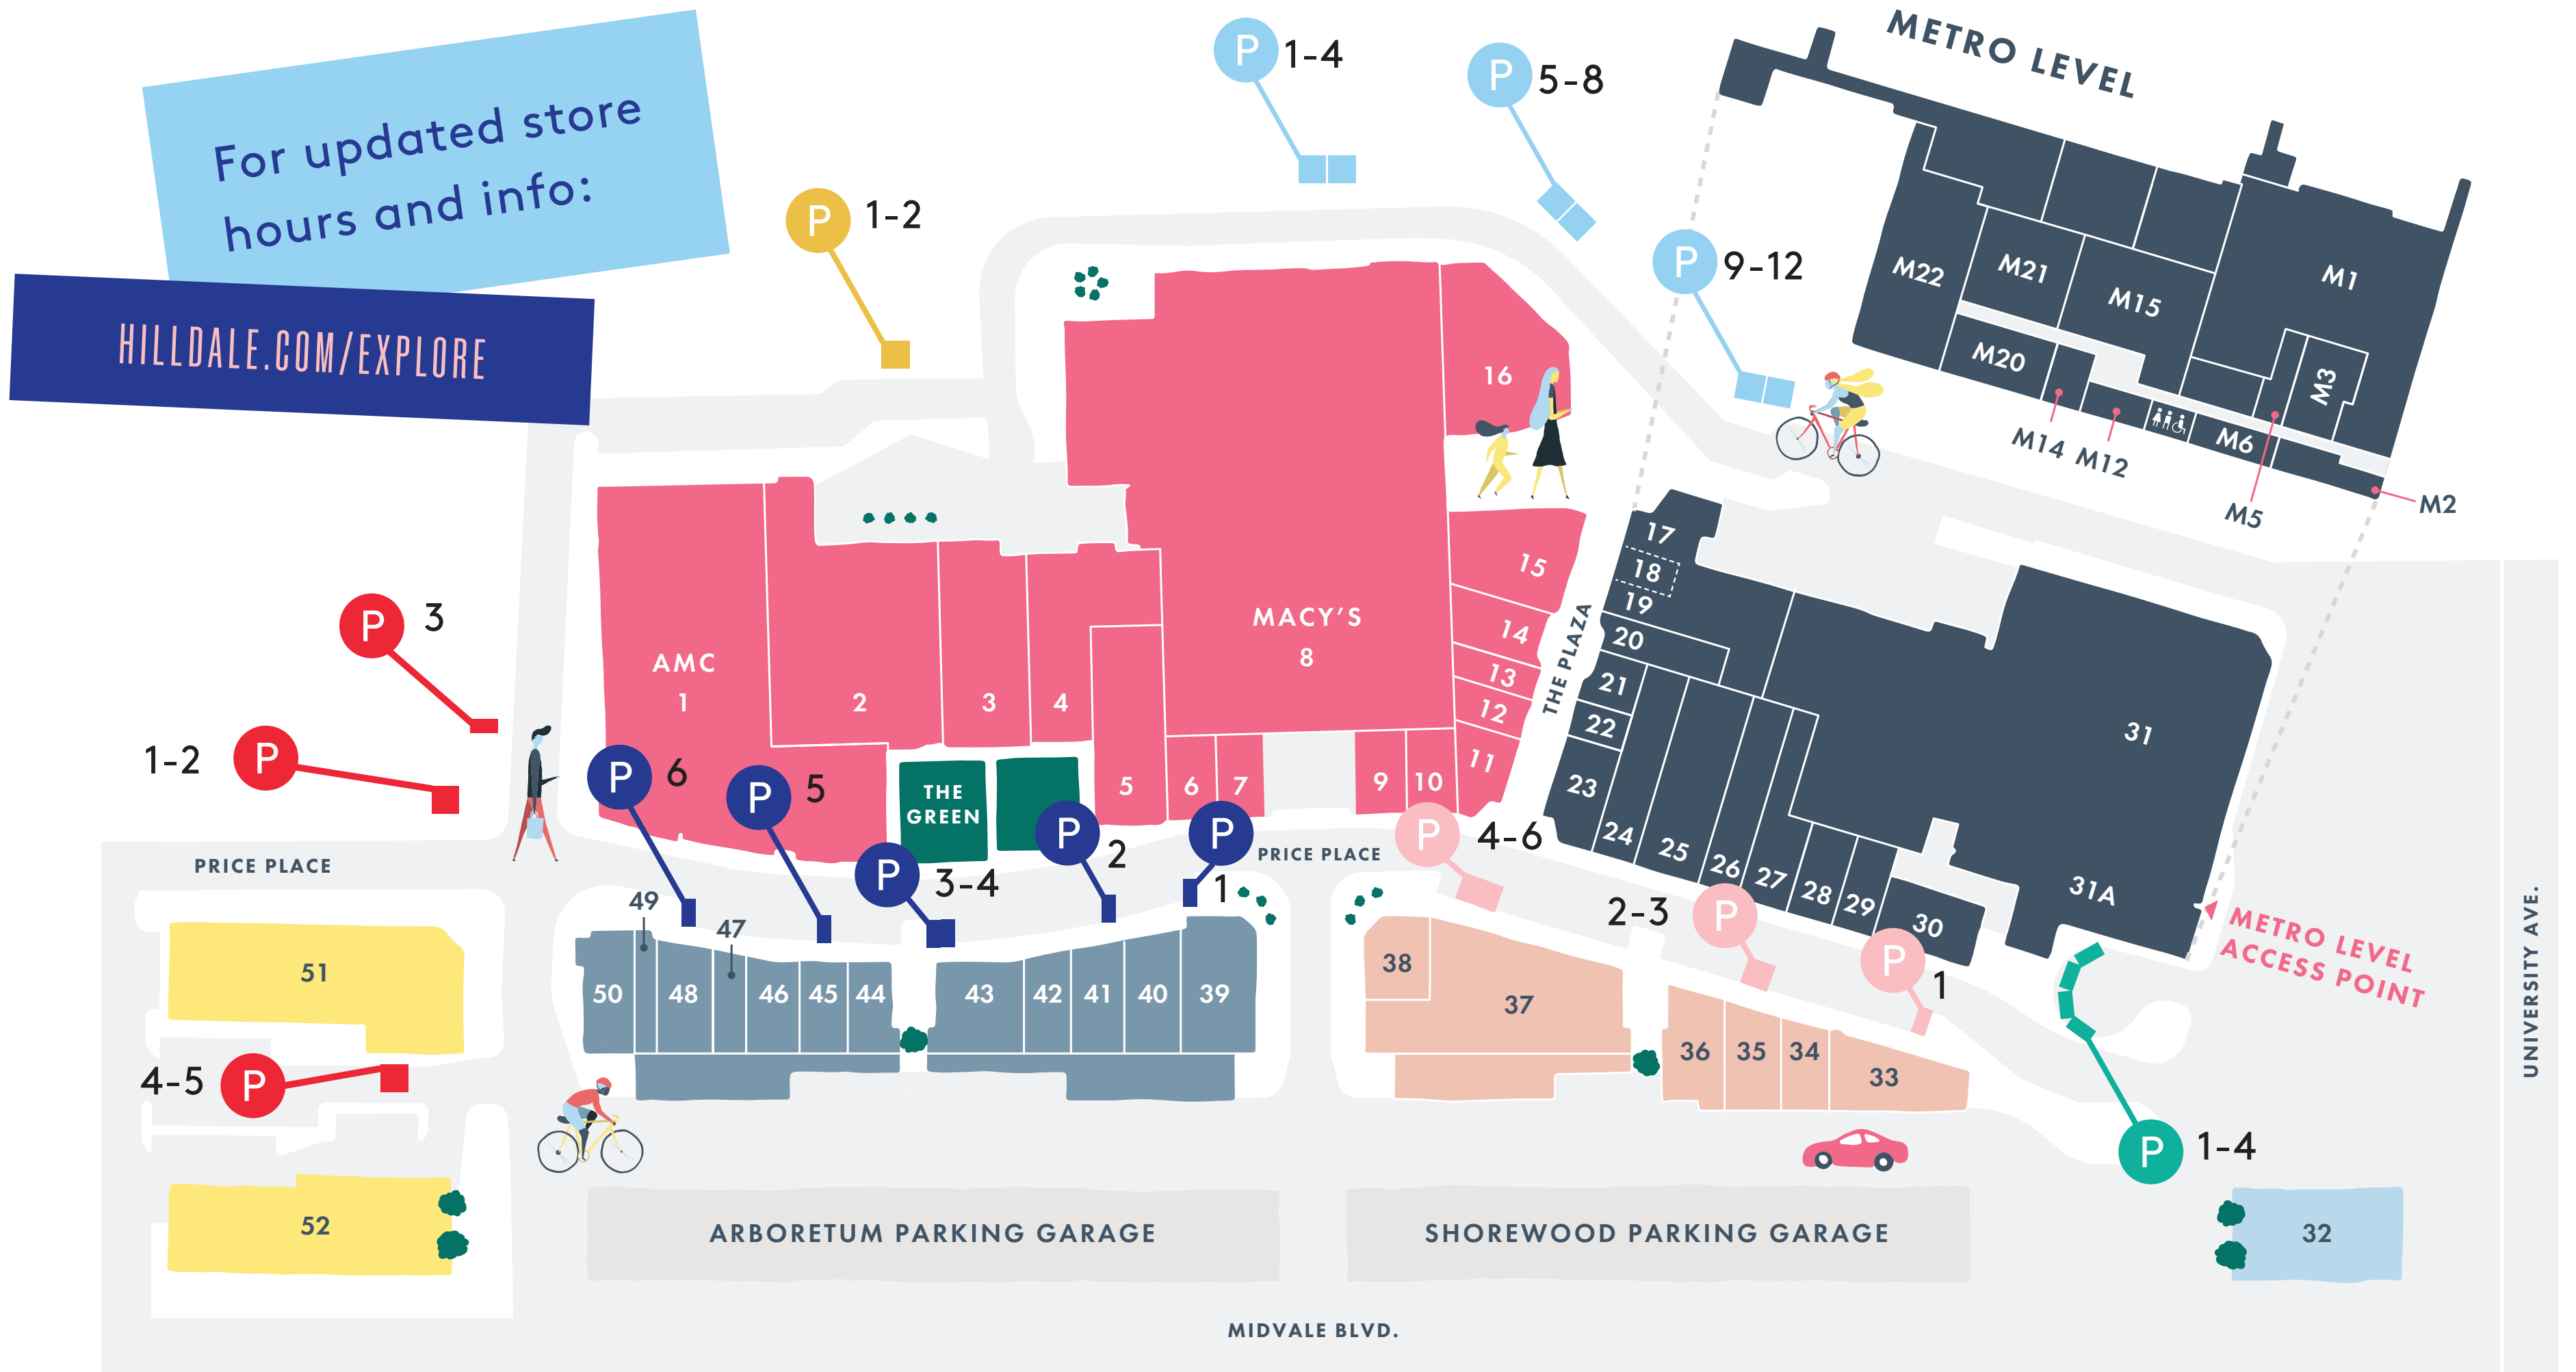 For updated store
hours and info:
HILLDALE.COM/EXPLORE
P 1-4
P 5-8
P 9-12
P 1-2
METRO LEVEL
M22
M21
M15
M1
M20
M3
M14
M12
M6
M5
M2
16
P 3
1-2 P
AMC
1
2
3
4
MACY'S
8
15
14
13
12
11
THE PLAZA
17
18
19
20
21
22
23
24
25
26
27
28
29
30
31
31A
5
6
7
9
10
THE
GREEN
P 6
P 5
P 3-4
P 2
P 1
PRICE PLACE
PRICE PLACE
P 4-6
2-3 P
P 1
METRO LEVEL
ACCESS POINT
UNIVERSITY AVE.
51
4-5 P
52
49
47
50
48
46
45
44
43
42
41
40
39
38
37
36
35
34
33
P 1-4
32
ARBORETUM PARKING GARAGE
SHOREWOOD PARKING GARAGE
MIDVALE BLVD.